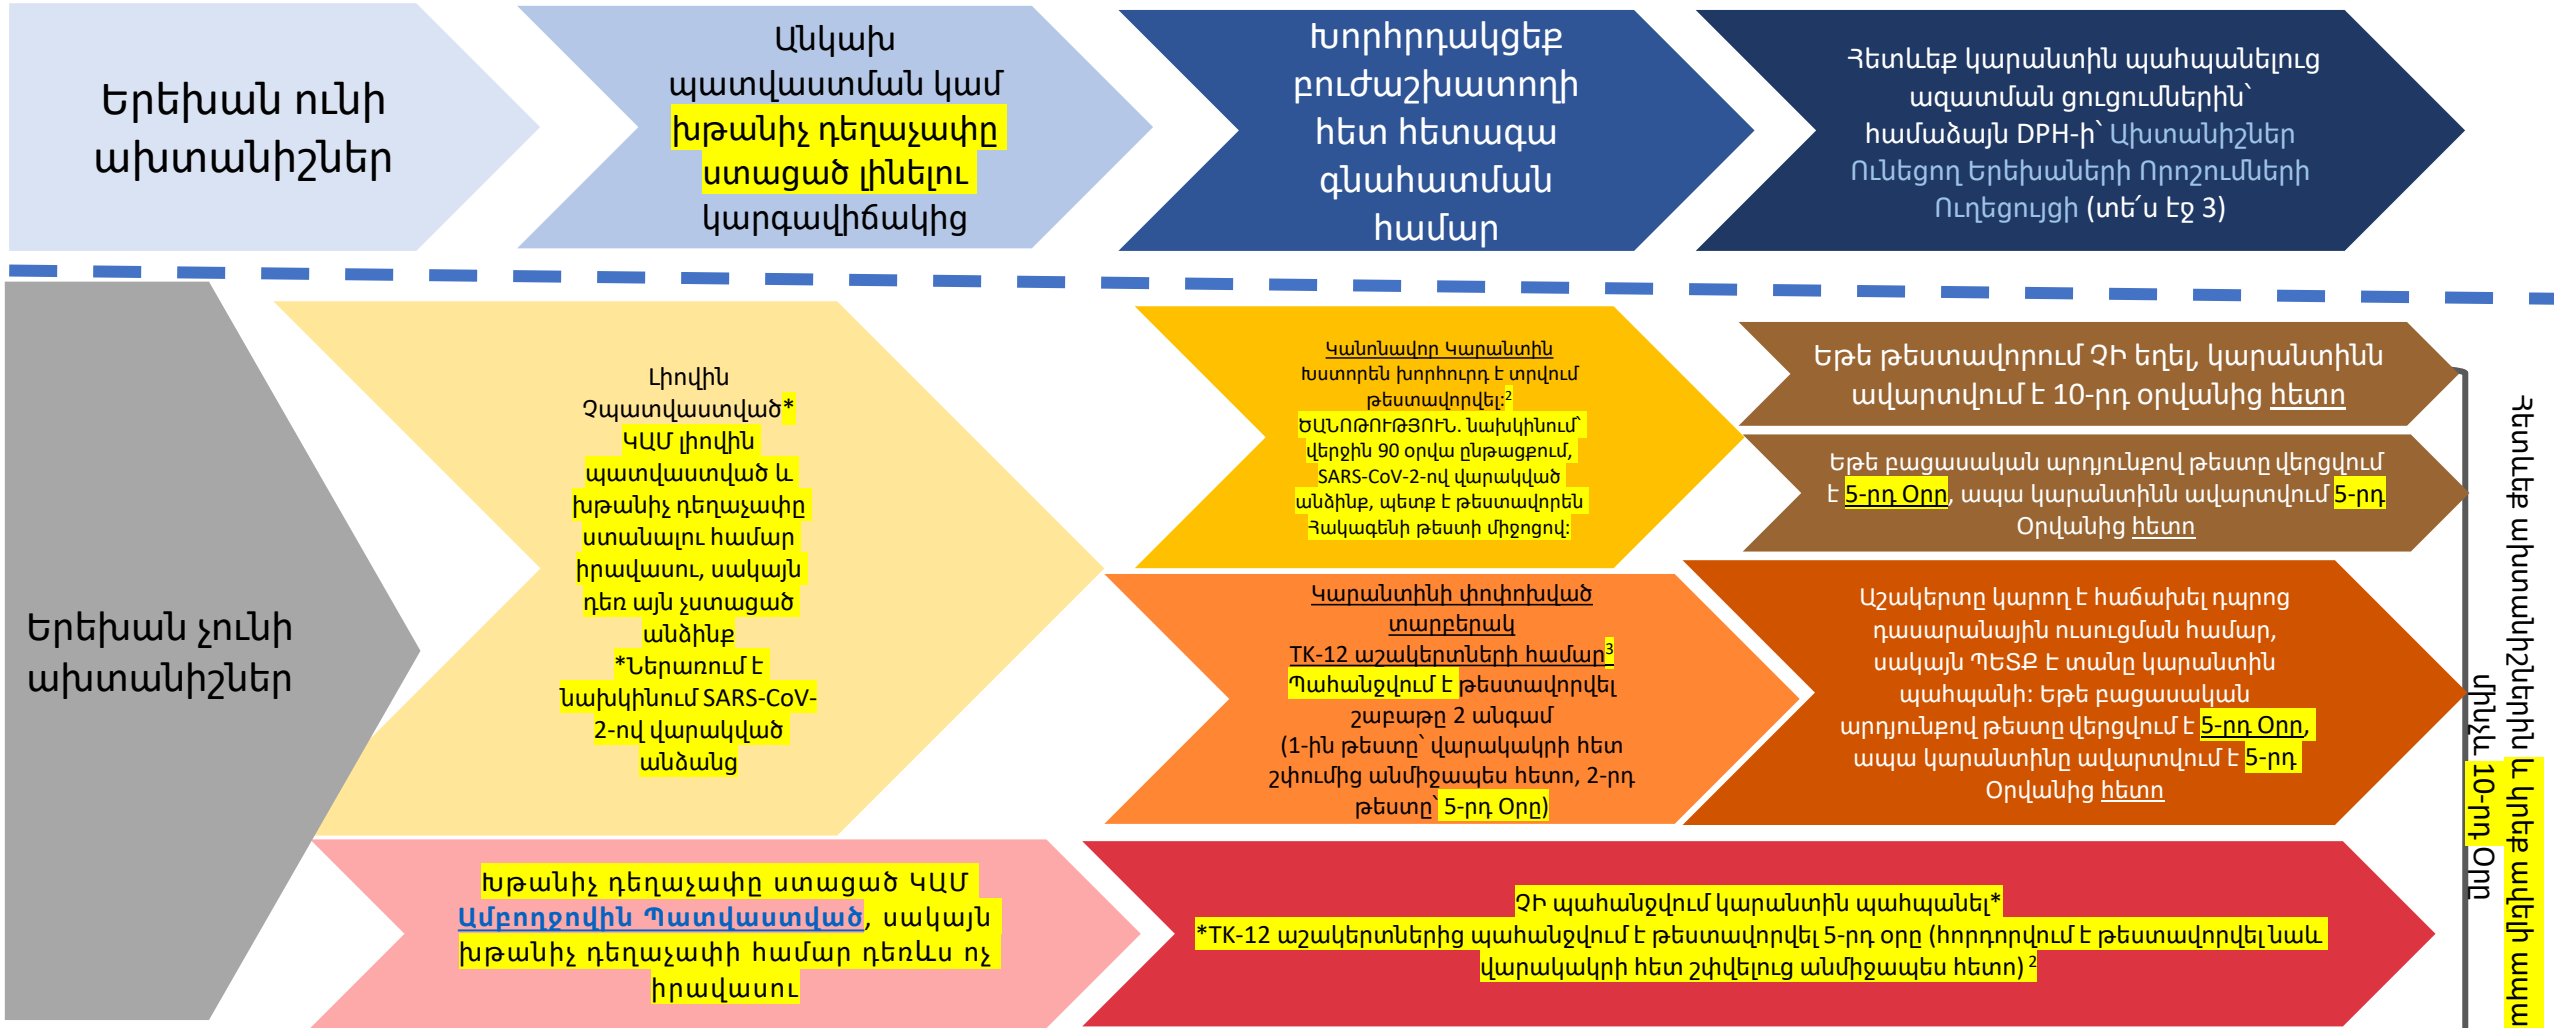 Երեխան ունի
ախտանիշներ
Անկախ
պատվաստման կամ
խթանիչ դեղաչափը
ստացած լինելու
կարգավիճակից
Խորհրդակցեք
բուժաշխատողի
հետ հետագա
գնահատման
համար
Հետևեք կարանտին պահպանելուց
ազատման ցուցումներին՝
համաձայն DPH-ի՝ Ախտանիշներ
Ունեցող Երեխաների Որոշումների
Ուղեցույցի (տե՛ս էջ 3)
Երեխան չունի
ախտանիշներ
Լիովին
Չպատվաստված*
ԿԱՄ լիովին
պատվաստված և
խթանիչ դեղաչափը
ստանալու համար
իրավասու, սակայն
դեռ այն չստացած
անձինք
*Ներառում է
նախկինում SARS-CoV-
2-ով վարակված
անձանց
Կանոնավոր Կարանտին
Խստորեն խորհուրդ է տրվում
թեստավորվել:2
ԾԱՆՈԹՈՒԹՅՈՒՆ. նախկինում՝
վերջին 90 օրվա ընթացքում,
SARS-CoV-2-ով վարակված
անձինք, պետք է թեստավորեն
Հակագենի թեստի միջոցով:
Եթե թեստավորում ՉԻ եղել, կարանտինն
ավարտվում է 10-րդ օրվանից հետո
Եթե բացասական արդյունքով թեստը վերցվում
է 5-րդ Օրը, ապա կարանտինն ավարտվում 5-րդ
Օրվանից հետո
Կարանտինի փոփոխված
տարբերակ
TK-12 աշակերտների համար3
Պահանջվում է թեստավորվել
շաբաթը 2 անգամ
(1-ին թեստը՝ վարակակրի հետ
շփումից անմիջապես հետո, 2-րդ
թեստը՝ 5-րդ Օրը)
Աշակերտը կարող է հաճախել դպրոց
դասարանային ուսուցման համար,
սակայն ՊԵՏՔ Է տանը կարանտին
պահպանի: Եթե բացասական
արդյունքով թեստը վերցվում է 5-րդ Օրը,
ապա կարանտինը ավարտվում է 5-րդ
Օրվանից հետո
Խթանիչ դեղաչափը ստացած ԿԱՄ
Ամբողջովին Պատվաստված, սակայն
խթանիչ դեղաչափի համար դեռևս ոչ
իրավասու
ՉԻ պահանջվում կարանտին պահպանել*
*TK-12 աշակերտներից պահանջվում է թեստավորվել 5-րդ օրը (հորդորվում է թեստավորվել նաև
վարակակրի հետ շփվելուց անմիջապես հետո) 2
Հետևեք ախտանիշներին և կրեք ավելի ապա
մինչև 10-րդ Օրը